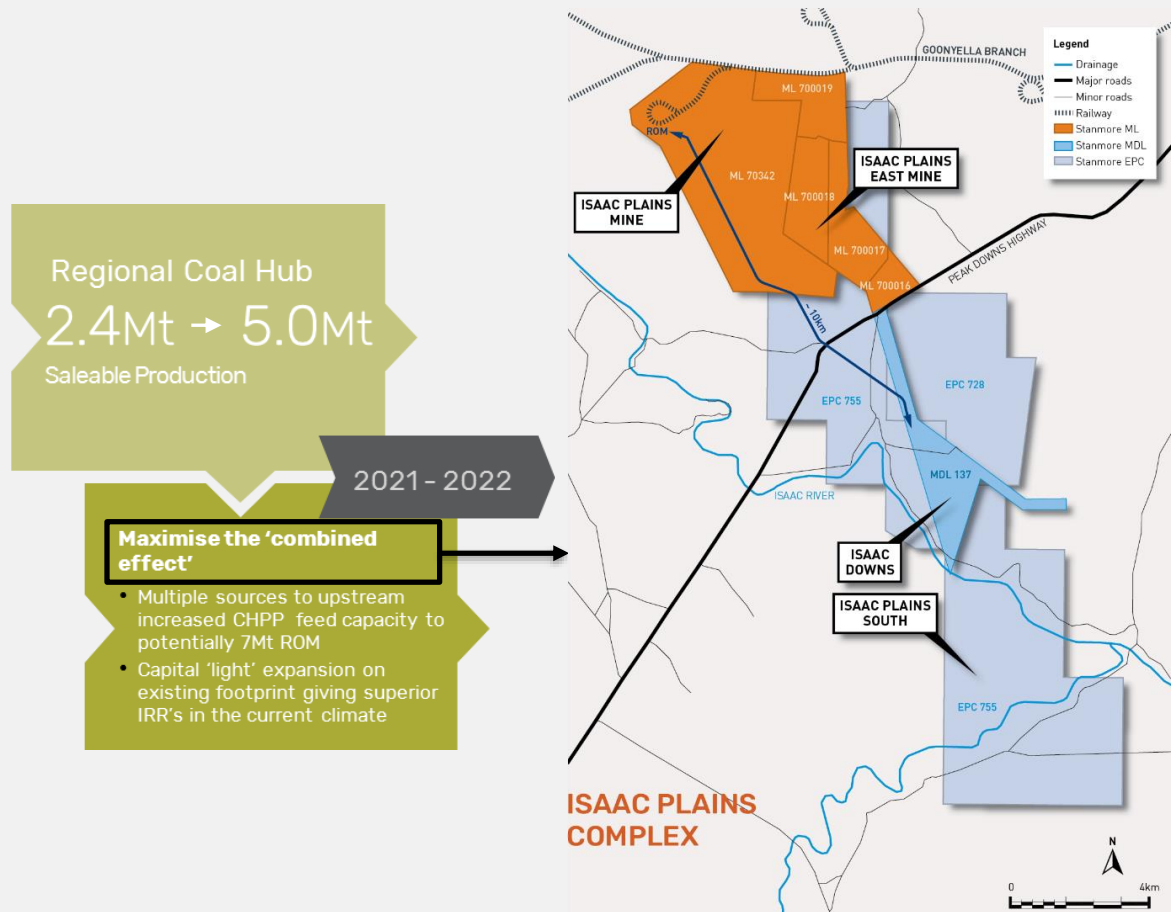 Regional Coal Hub
2.4Mt → 5.0Mt
Saleable Production
2021 - 2022
Maximise the ‘combined
effect’
• Multiple sources to upstream
increased CHPP feed capacity to
potentially 7Mt ROM
• Capital ‘light’ expansion on
existing footprint giving superior
IRR's in the current climate
GOONYELLA BRANCH
Legend
Drainage
Major roads
Minor roads
Railway
Stanmore ML
Stanmore MDL
Stanmore EPC
ML 700019
ROM
ISAAC PLAINS
EAST MINE
ML 70342
ISAAC PLAINS
MINE
ML 700018
ML 700017
PEAK DOWNS HIGHWAY
ML 700016
~ 10km
EPC 755
EPC 728
MDL 137
ISAAC RIVER
ISAAC
DOWNS
ISAAC PLAINS
SOUTH
EPC 755
ISAAC PLAINS
COMPLEX
N
0 4km